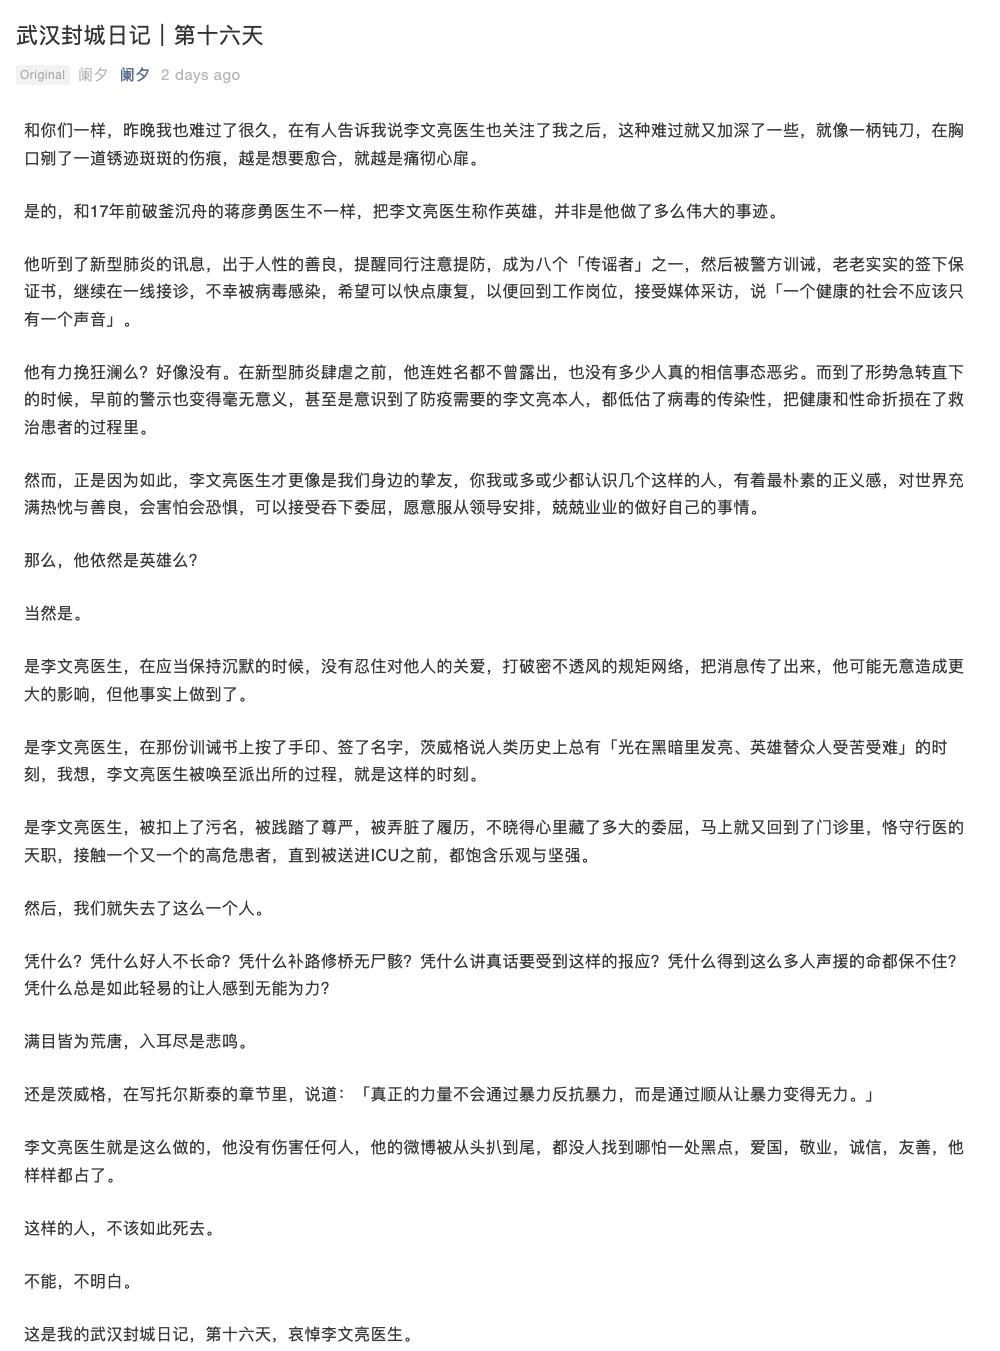 武汉封城日记 | 第十六天
Original 阑夕 阑夕 2 days ago
和你们一样，昨晚我也难过了很久，在有人告诉我说李文亮医生也关注了我之后，这种难过就又加深了一些，就像一柄钝刀，在胸
口剜了一道锈迹斑斑的伤痕，越是想要愈合，就越是痛彻心扉。
是的，和17年前破釜沉舟的蒋彦勇医生不一样，把李文亮医生称作英雄，并非是他做了多么伟大的事迹。
他听到了新型肺炎的讯息，出于人性的善良，提醒同行注意提防，成为八个「传谣者」之一，然后被警方训诫，老老实实的签下保
证书，继续在一线接诊，不幸被病毒感染，希望可以快点康复，以便回到工作岗位，接受媒体采访，说「一个健康的社会不应该只
有一个声音」。
他有力挽狂澜么？好像没有。在新型肺炎肆虐之前，他连姓名都不曾露出，也没有多少人真的相信事态恶劣。而到了形势急转直下
的时候，早前的警示也变得毫无意义，甚至是意识到了防疫需要的李文亮本人，都低估了病毒的传染性，把健康和性命折损在了救
治患者的过程里。
然而，正是因为如此，李文亮医生才更像是我们身边的挚友，你我或多或少都认识几个这样的人，有着最朴素的正义感，对世界充
满热忱与善良，会害怕会恐惧，可以接受吞下委屈，愿意服从领导安排，兢兢业业的做好自己的事情。
那么，他依然是英雄么？
当然是。
是李文亮医生，在应当保持沉默的时候，没有忍住对他人的关爱，打破密不透风的规矩网络，把消息传了出来，他可能无意造成更
大的影响，但他事实上做到了。
是李文亮医生，在那份训诫书上按了手印、签了名字，茨威格说人类历史上总有「光在黑暗里发亮、英雄替众人受苦受难」的时
刻，我想，李文亮医生被唤至派出所的过程，就是这样的时刻。
是李文亮医生，被扣上了污名，被践踏了尊严，被弄脏了履历，不晓得心里藏了多大的委屈，马上就又回到了门诊里，恪守行医的
天职，接触一个又一个的高危患者，直到被送进ICU之前，都饱含乐观与坚强。
然后，我们就失去了这么一个人。
凭什么？凭什么好人不长命？凭什么补路修桥无尸骸？凭什么讲真话要受到这样的报应？凭什么得到这么多人声援的命都保不住？
凭什么总是如此轻易的让人感到无能为力？
满目皆为荒唐，入耳尽是悲鸣。
还是茨威格，在写托尔斯泰的章节里，说道：「真正的力量不会通过暴力反抗暴力，而是通过顺从让暴力变得无力。」
李文亮医生就是这么做的，他没有伤害任何人，他的微博被从头扒到尾，都没人找到哪怕一处黑点，爱国，敬业，诚信，友善，他
样样都占了。
这样的人，不该如此死去。
不能，不明白。
这是我的武汉封城日记，第十六天，哀悼李文亮医生。